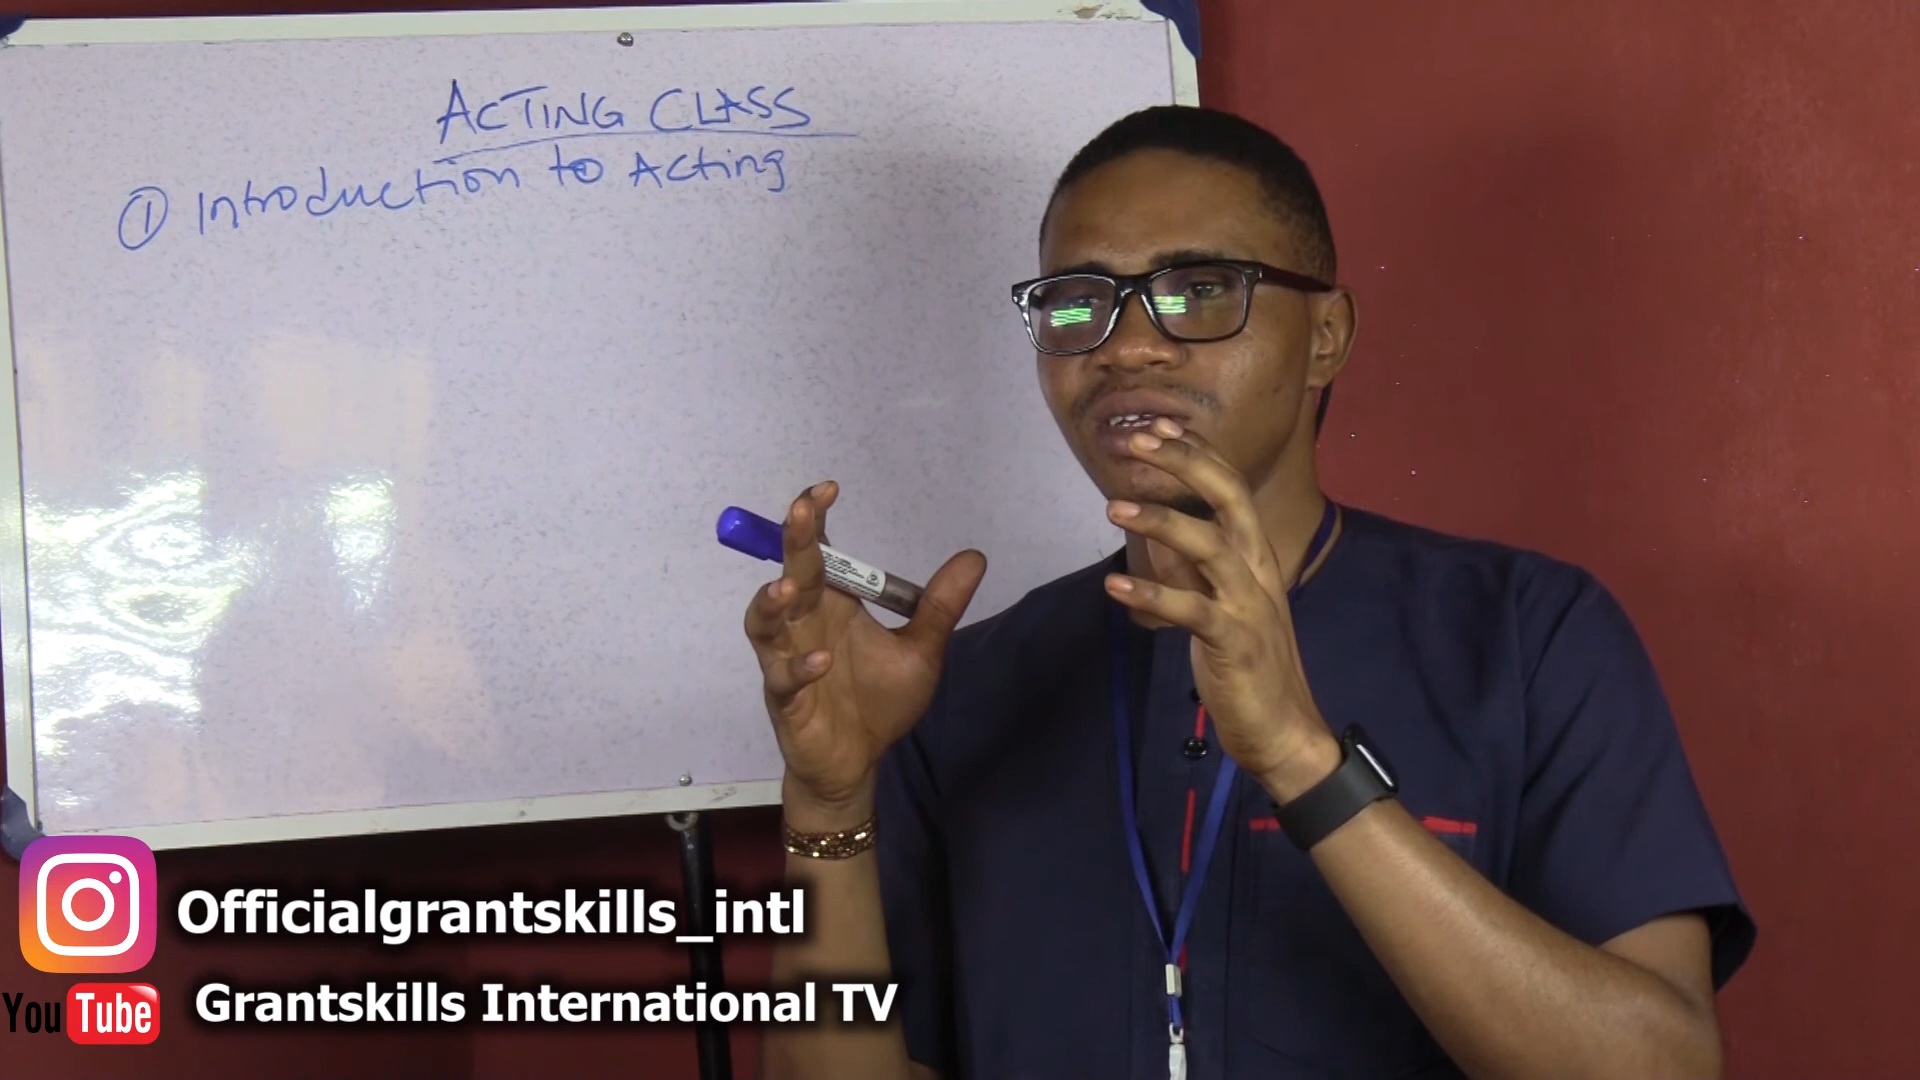 ACTING CLASS
① Introduction to Acting
Officialgrantskills_intl
YouTube
Grantskills International TV